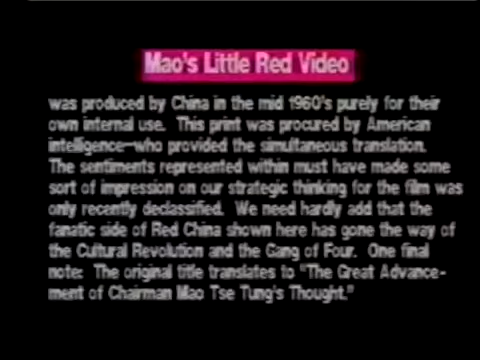 Mao's Little Red Video
was produced by China in the mid 1960's purely for their
own internal use. This print was procured by American
intelligence—who provided the simultaneous translation.
The sentiments represented within must have made some
sort of impression on our strategic thinking for the film was
only recently declassified. We need hardly add that the
fanatic side of Red China shown here has gone the way of
the Cultural Revolution and the Gang of Four. One final
note: The original title translates to "The Great Advance-
ment of Chairman Mao Tse Tung's Thought."